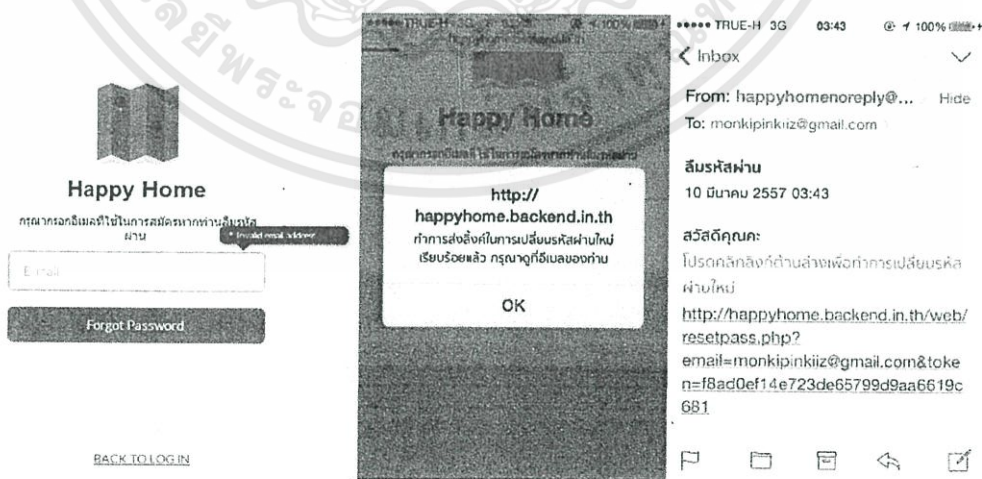 Happy Home
กรุณากรอกอีเมลที่ใช้ในการสมัครหากท่านลืมรหัส
ผ่าน
* Invalid email address
E-mail
Forgot Password
BACK TO LOG IN
TRUE-H 3G
100%
Happy Home
http://
happyhome.backend.in.th
ทำการส่งลิ้งค์ในการเปลี่ยนรหัสผ่านใหม่
เรียบร้อยแล้ว กรุณาดูที่อีเมลของท่าน
OK
TRUE-H 3G 03:43 100%
Inbox
From: happyhomenoreply@... Hide
To: monkipinkiiz@gmail.com
ลืมรหัสผ่าน
10 มีนาคม 2557 03:43
สวัสดีคุณคะ
โปรดคลิกลิงก์ด้านล่างเพื่อทำการเปลี่ยนรหัส
ผ่านใหม่
http://happyhome.backend.in.th/web/
resetpass.php?
email=monkipinkiiz@gmail.com&toke
n=f8ad0ef14e723de65799d9aa6619c
681